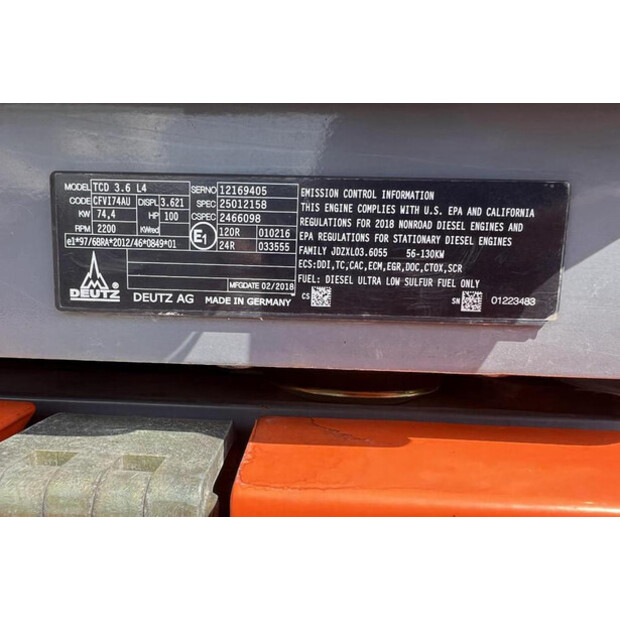 MODEL TCD 3.6 L4 SERNO 12169405
CODE CFVI74AU DISPL 3.621 SPEC 25012158
KW 74,4 HP 100 CSPEC 2466098
RPM 2200 KWred E1 120R 010216
e1*97/68RA*2012/46*0849*01 24R 033555
MFGDATE 02/2018
DEUTZ ® DEUTZ AG MADE IN GERMANY
EMISSION CONTROL INFORMATION
THIS ENGINE COMPLIES WITH U.S. EPA AND CALIFORNIA
REGULATIONS FOR 2018 NONROAD DIESEL ENGINES AND
EPA REGULATIONS FOR STATIONARY DIESEL ENGINES
FAMILY JDZXL03.6055 56-130KW
ECS:DDI,TC,CAC,ECM,EGR,DOC,CTOX,SCR
FUEL: DIESEL ULTRA LOW SULFUR FUEL ONLY
CS SN 01223483